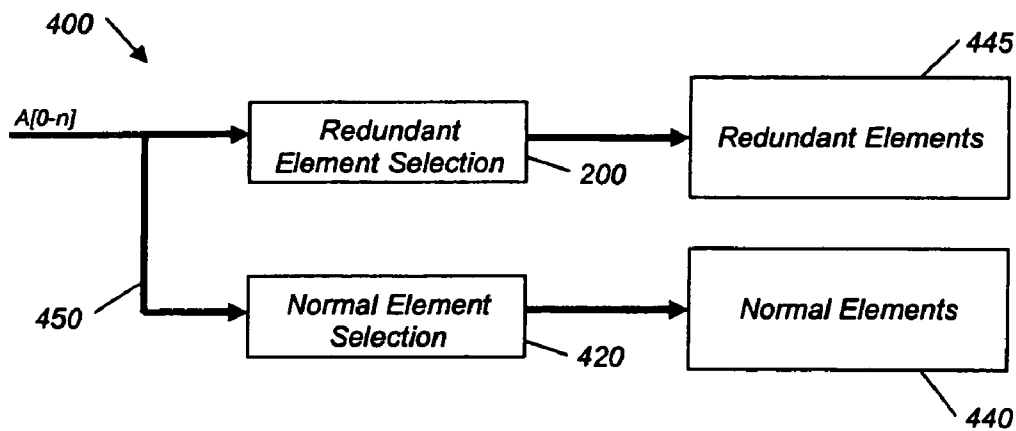 400
445
A[0-n]
Redundant
Element Selection
Redundant Elements
200
450
Normal Element
Selection
Normal Elements
420
440